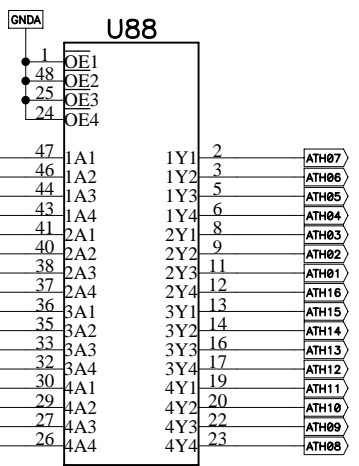 GNDA
U88
1 OE1
48 OE2
25 OE3
24 OE4
47 1A1 1Y1 2 ATH07
46 1A2 1Y2 3 ATH06
44 1A3 1Y3 5 ATH05
43 1A4 1Y4 6 ATH04
41 2A1 2Y1 8 ATH03
40 2A2 2Y2 9 ATH02
38 2A3 2Y3 11 ATH01
37 2A4 2Y4 12 ATH16
36 3A1 3Y1 13 ATH15
35 3A2 3Y2 14 ATH14
33 3A3 3Y3 16 ATH13
32 3A4 3Y4 17 ATH12
30 4A1 4Y1 19 ATH11
29 4A2 4Y2 20 ATH10
27 4A3 4Y3 22 ATH09
26 4A4 4Y4 23 ATH08